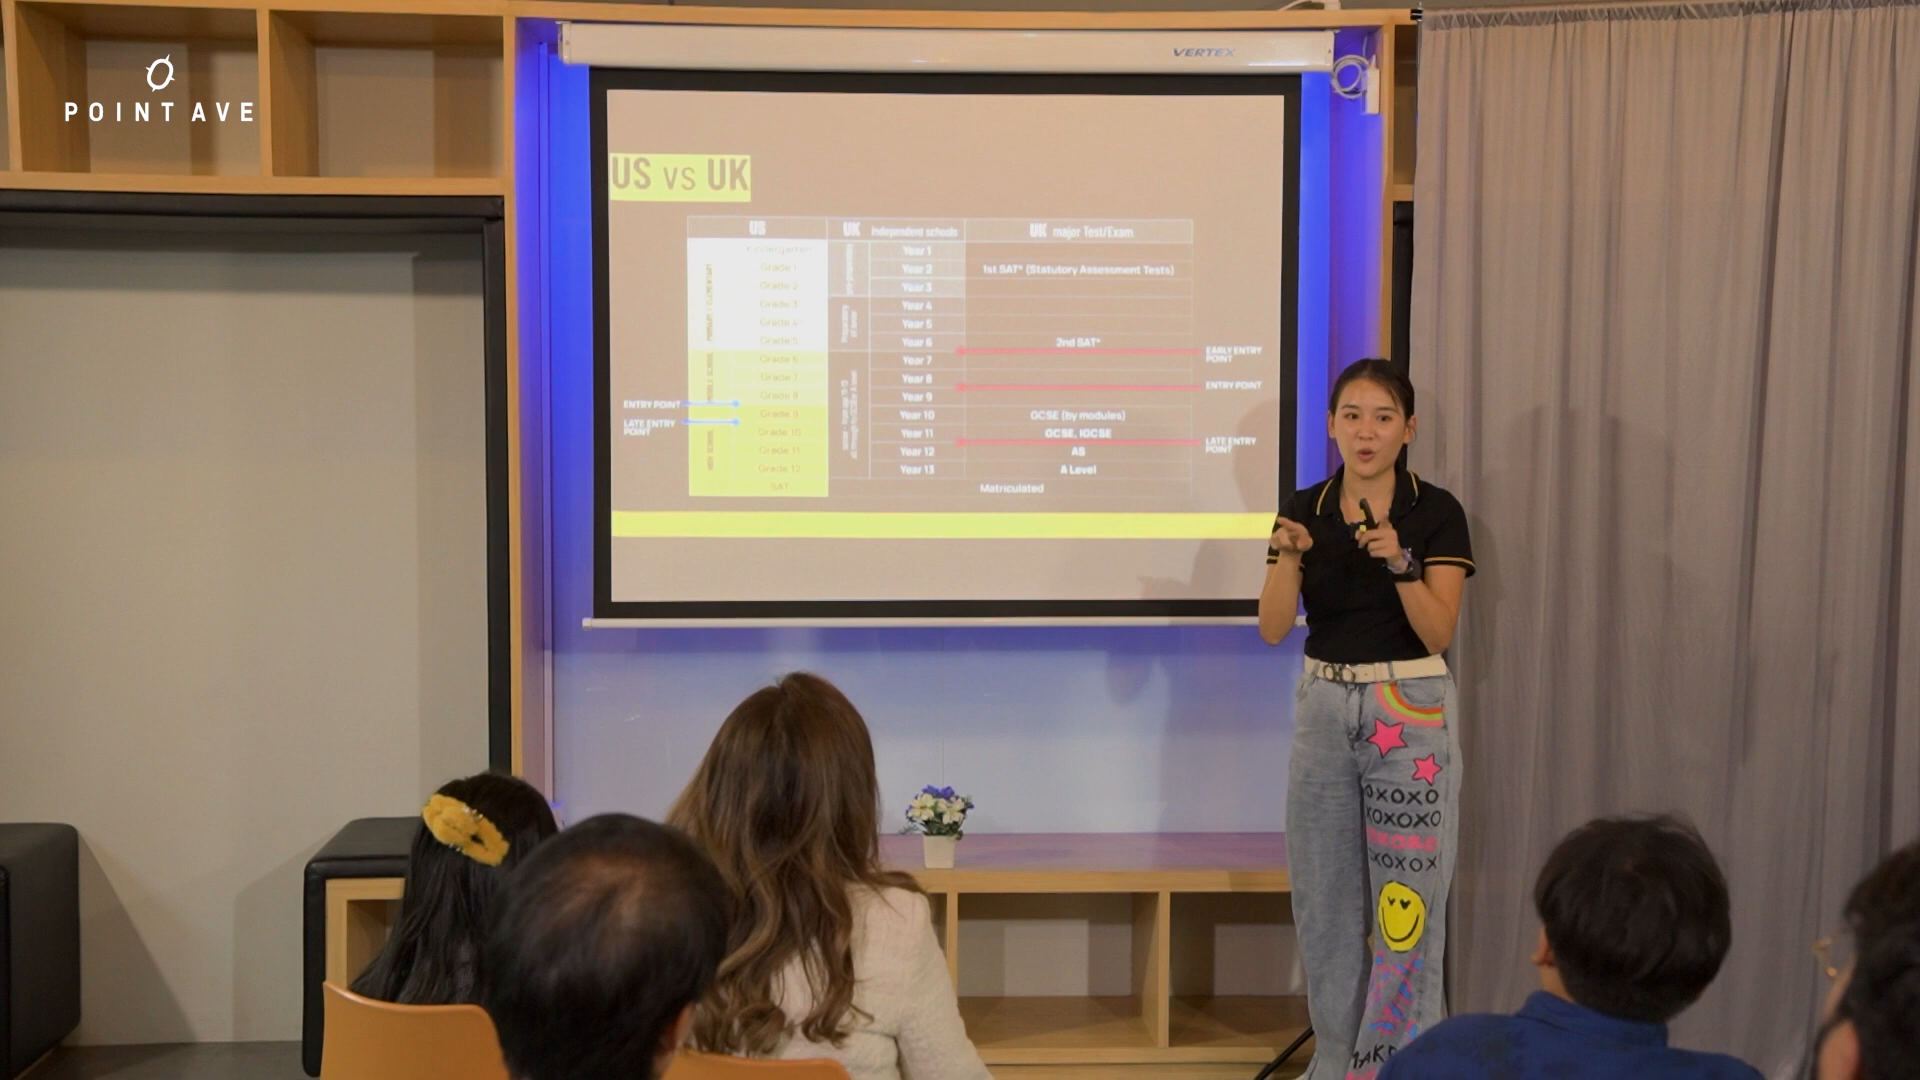 POINT AVE
VERTEX
US VS UK
US
UK independent schools
UK major Test/Exam
Kindergarten
Grade 1
Grade 2
Grade 3
Grade 4
Grade 5
Grade 6
Grade 7
Grade 8
Grade 9
Grade 10
Grade 11
Grade 12
SAT
MIDDLE SCHOOL
HIGH SCHOOL
Year 1
Year 2
Year 3
Year 4
Year 5
Year 6
Year 7
Year 8
Year 9
Year 10
Year 11
Year 12
Year 13
1st SAT* (Statutory Assessment Tests)
2nd SAT*
GCSE (by modules)
GCSE, IGCSE
AS
A Level
Matriculated
ENTRY POINT
LATE ENTRY
POINT
EARLY ENTRY
POINT
ENTRY POINT
LATE ENTRY
POINT
OXOXO
XOXOXO
XOXOX